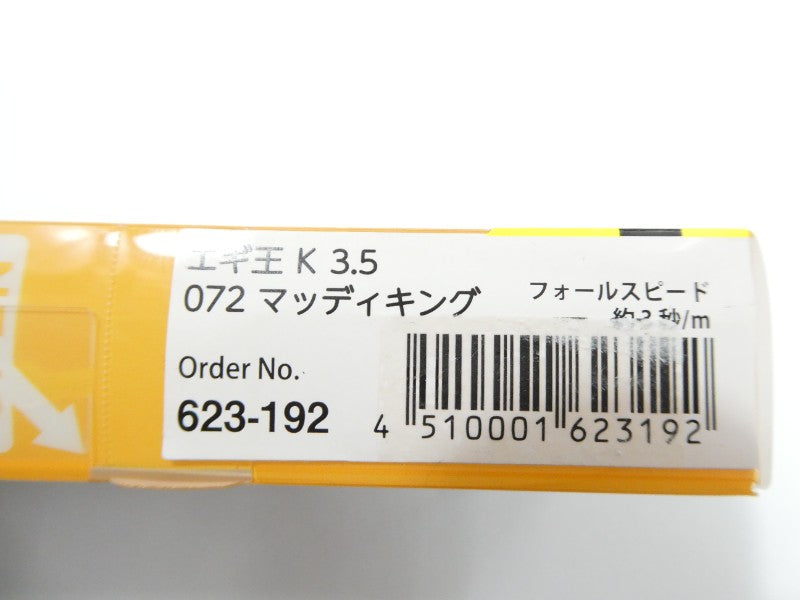 エギ王 K 3.5
072 マッディキング
フォールスピード
約3秒/m
Order No.
623-192
4 510001 623192